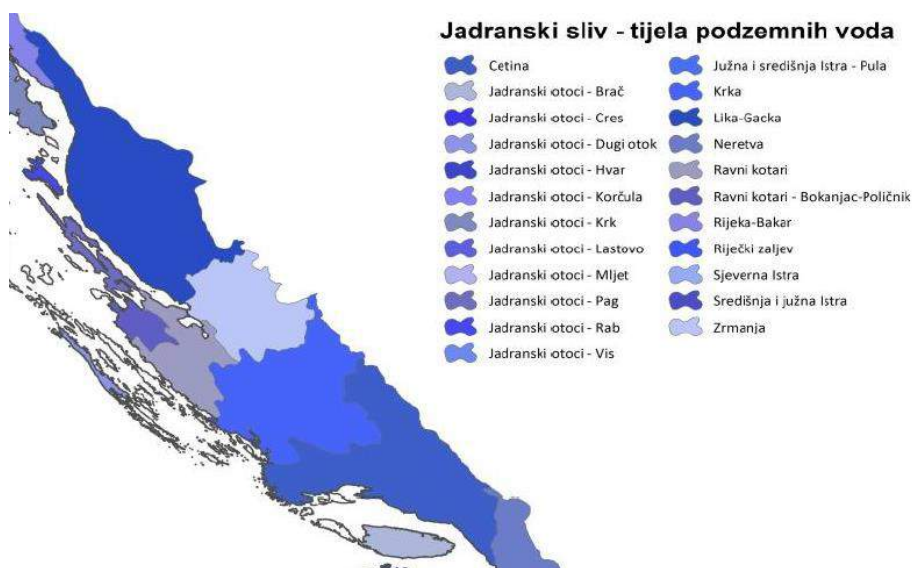 Jadranski sliv - tijela podzemnih voda
Cetina
Jadranski otoci - Brač
Jadranski otoci - Cres
Jadranski otoci - Dugi otok
Jadranski otoci - Hvar
Jadranski otoci - Korčula
Jadranski otoci - Krk
Jadranski otoci - Lastovo
Jadranski otoci - Mljet
Jadranski otoci - Pag
Jadranski otoci - Rab
Jadranski otoci - Vis
Južna i središnja Istra - Pula
Krka
Lika-Gacka
Neretva
Ravni kotari
Ravni kotari - Bokanjac-Poličnik
Rijeka-Bakar
Riječki zaljev
Sjeverna Istra
Središnja i južna Istra
Zrmanja